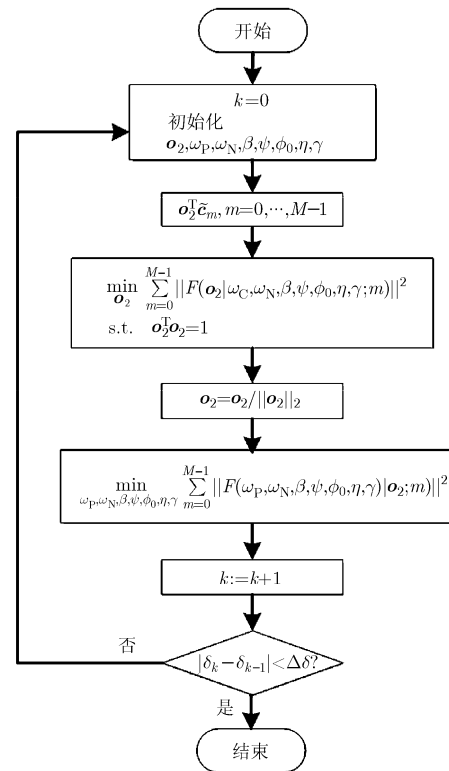 开始
k=0
初始化
o₂,ω_P,ω_N,β,ψ,ϕ₀,η,γ
o₂ᵀc̃ₘ, m=0,⋯,M−1
min_{o₂} ∑_{m=0}^{M−1} ||F(o₂|ω_C,ω_N,β,ψ,ϕ₀,η,γ;m)||²
s.t. o₂ᵀo₂=1
o₂=o₂/||o₂||₂
min_{ω_P,ω_N,β,ψ,ϕ₀,η,γ} ∑_{m=0}^{M−1} ||F(ω_P,ω_N,β,ψ,ϕ₀,η,γ)|o₂;m)||²
k:=k+1
否
|δ_k−δ_{k−1}|<Δδ?
是
结束